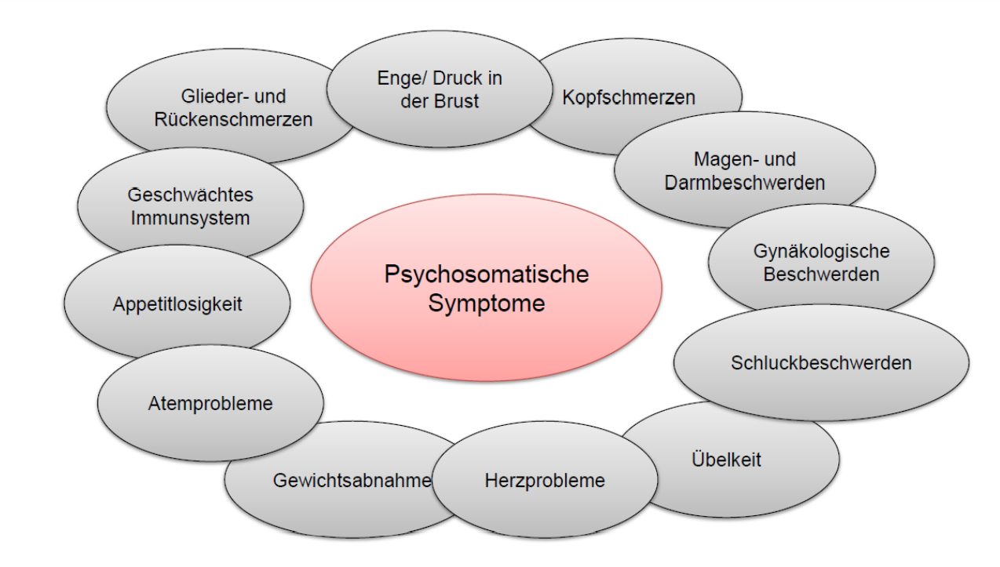 Enge/ Druck in
der Brust
Kopfschmerzen
Magen- und
Darmbeschwerden
Gynäkologische
Beschwerden
Schluckbeschwerden
Übelkeit
Herzprobleme
Gewichtsabnahme
Atemprobleme
Appetitlosigkeit
Geschwächtes
Immunsystem
Glieder- und
Rückenschmerzen
Psychosomatische
Symptome